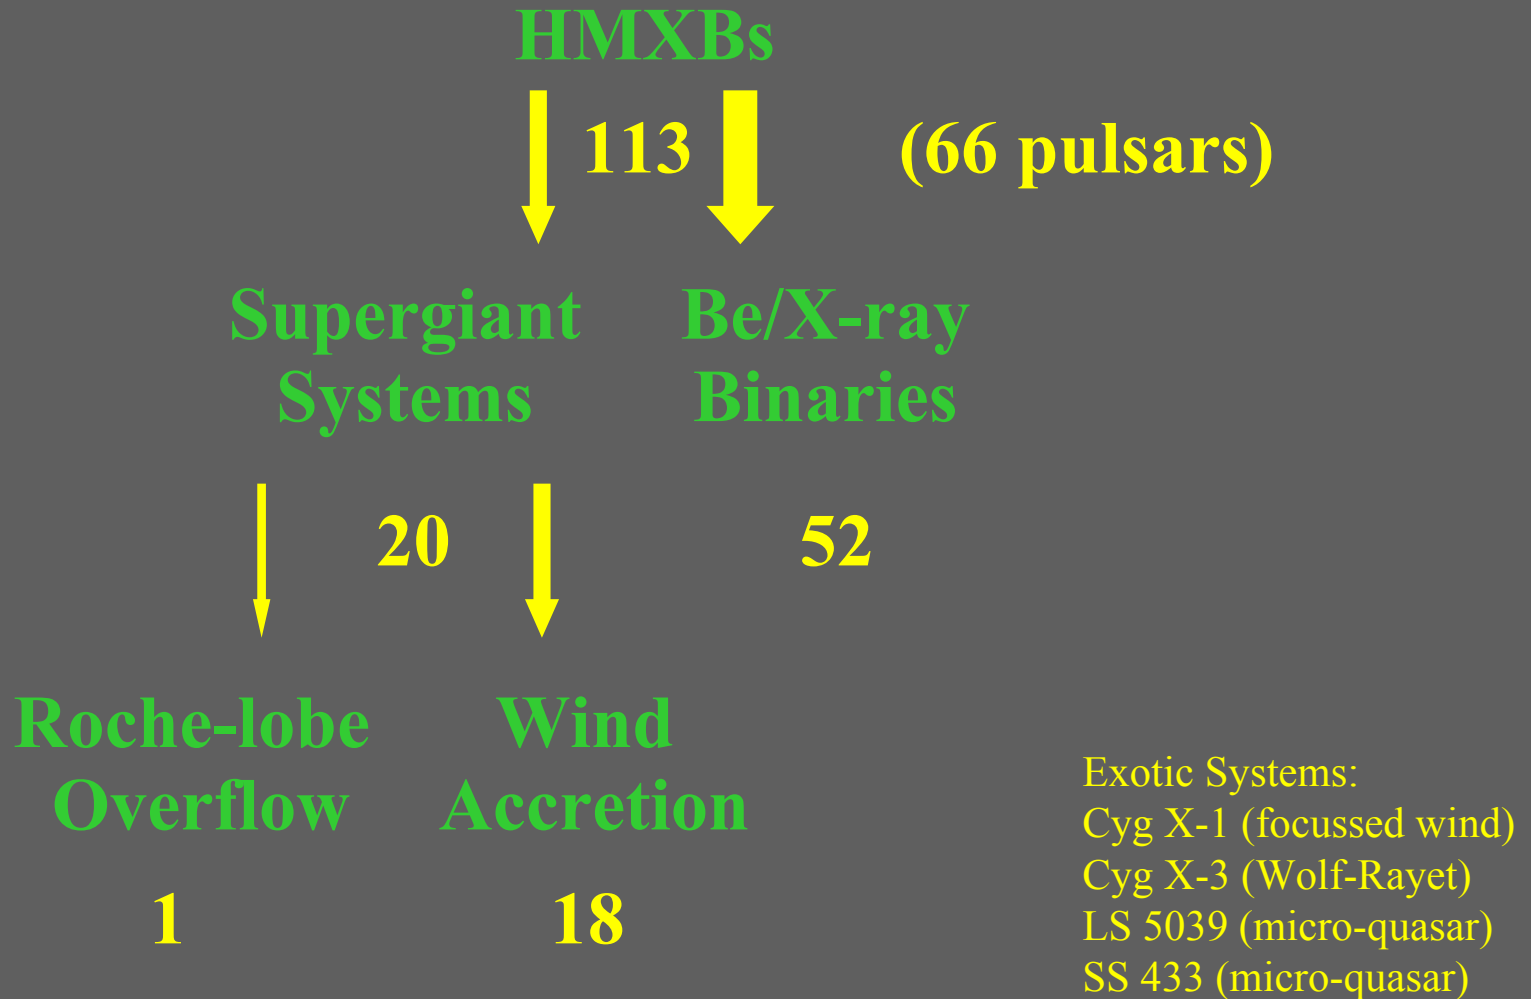 HMXBs
113 (66 pulsars)
Supergiant Be/X-ray
Systems Binaries
20 52
Roche-lobe Wind
Overflow Accretion
1 18
Exotic Systems:
Cyg X-1 (focussed wind)
Cyg X-3 (Wolf-Rayet)
LS 5039 (micro-quasar)
SS 433 (micro-quasar)